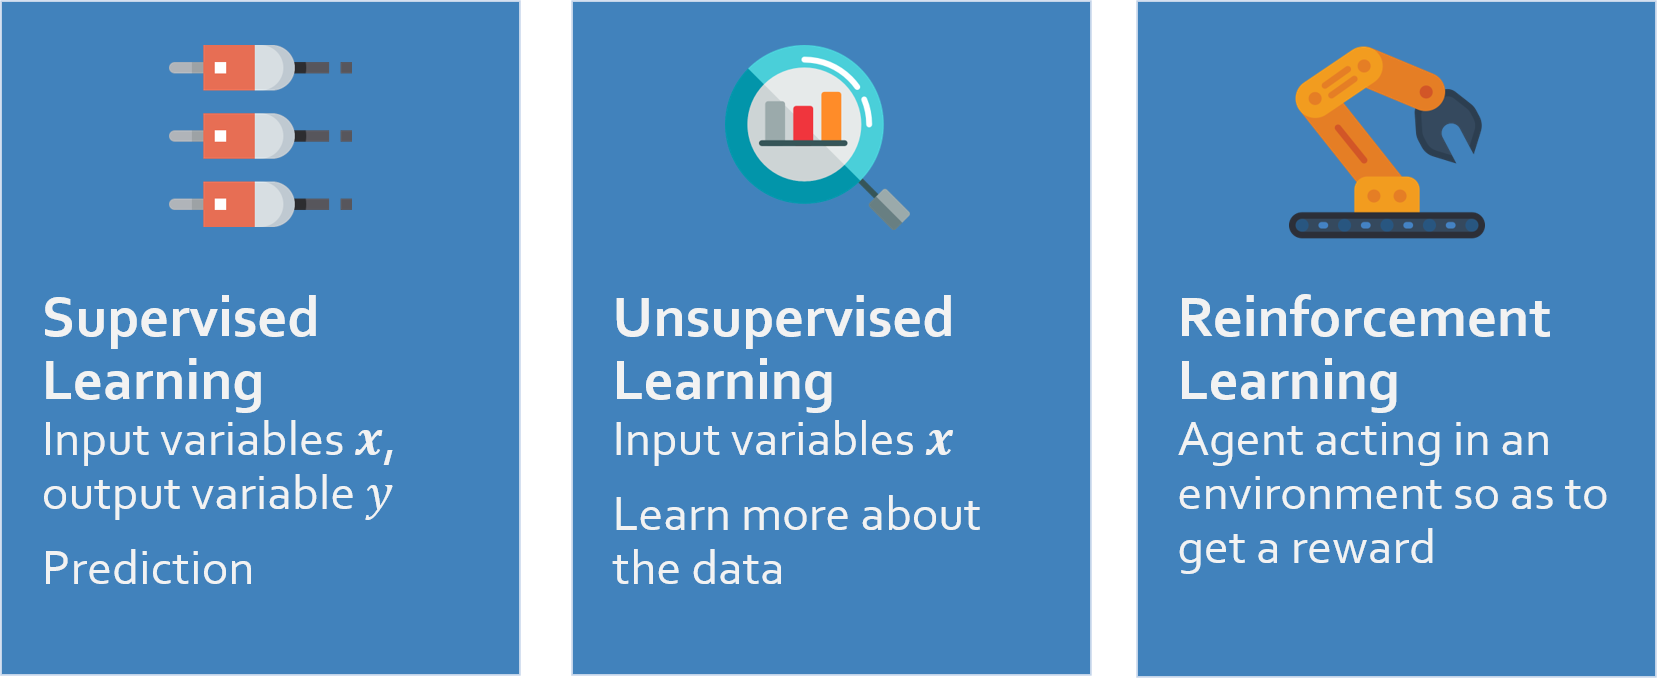 Supervised
Learning
Input variables x,
output variable y
Prediction
Unsupervised
Learning
Input variables x
Learn more about
the data
Reinforcement
Learning
Agent acting in an
environment so as to
get a reward